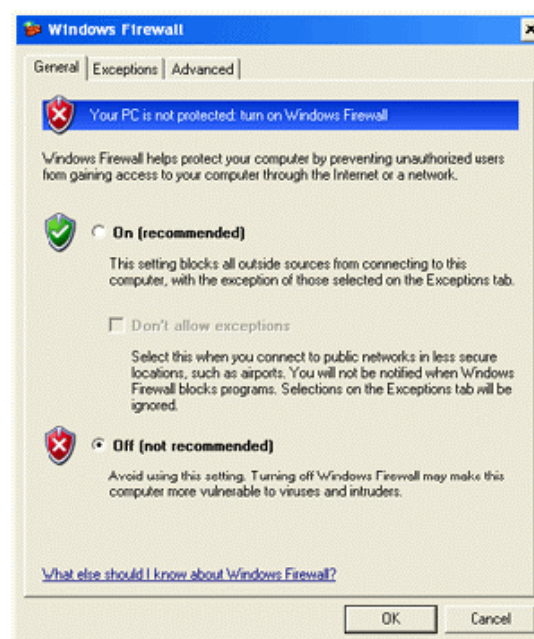 Windows Firewall
General Exceptions Advanced
Your PC is not protected: turn on Windows Firewall
Windows Firewall helps protect your computer by preventing unauthorized users
from gaining access to your computer through the Internet or a network.
On (recommended)
This setting blocks all outside sources from connecting to this
computer, with the exception of those selected on the Exceptions tab.
Don't allow exceptions
Select this when you connect to public networks in less secure
locations, such as airports. You will not be notified when Windows
Firewall blocks programs. Selections on the Exceptions tab will be
ignored.
Off (not recommended)
Avoid using this setting. Turning off Windows Firewall may make this
computer more vulnerable to viruses and intruders.
What else should I know about Windows Firewall?
OK Cancel